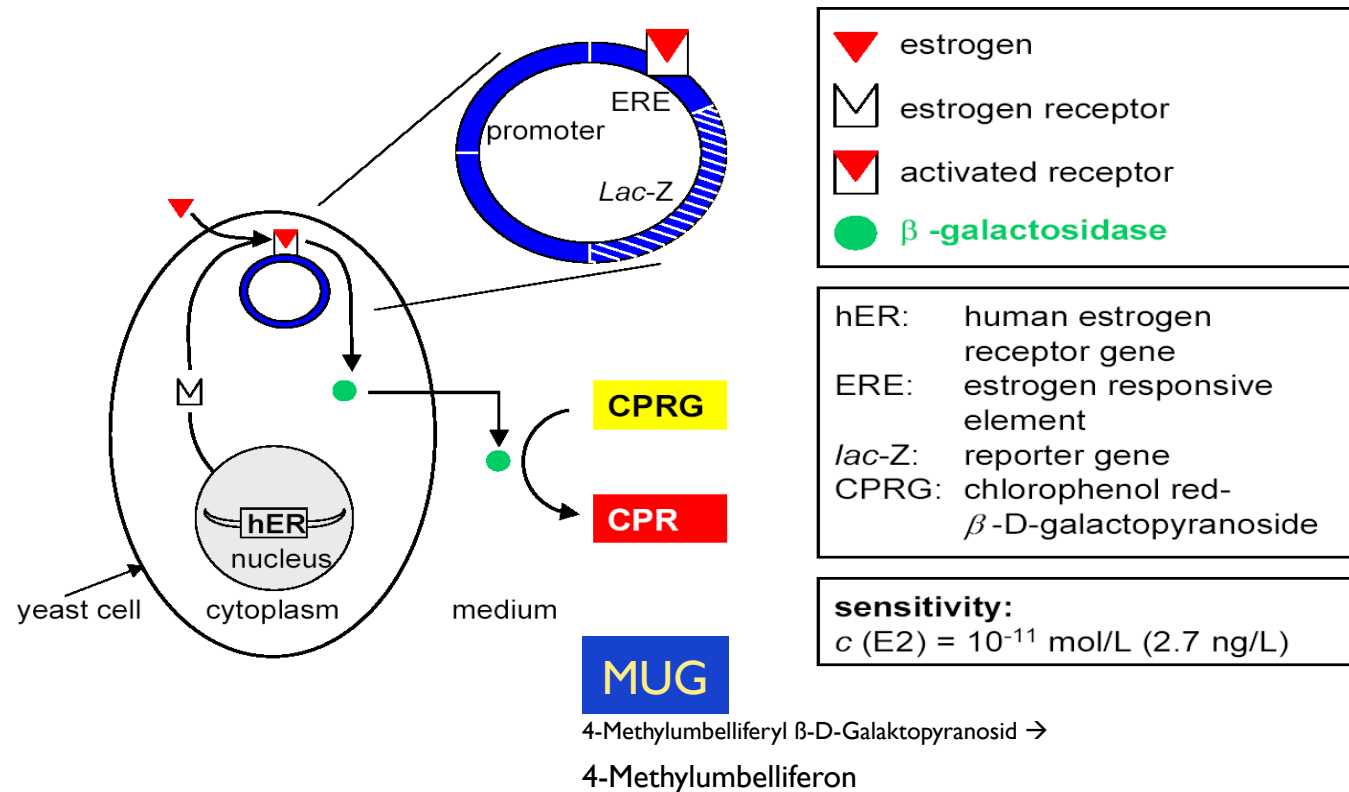 ERE
promoter
Lac-Z
hER
nucleus
yeast cell
cytoplasm
medium
CPRG
CPR
MUG
4-Methylumbelliferyl ß-D-Galaktopyranosid →
4-Methylumbelliferon
estrogen
estrogen receptor
activated receptor
β -galactosidase
hER: human estrogen
receptor gene
ERE: estrogen responsive
element
lac-Z: reporter gene
CPRG: chlorophenol red-
β -D-galactopyranoside
sensitivity:
c (E2) = 10⁻¹¹ mol/L (2.7 ng/L)